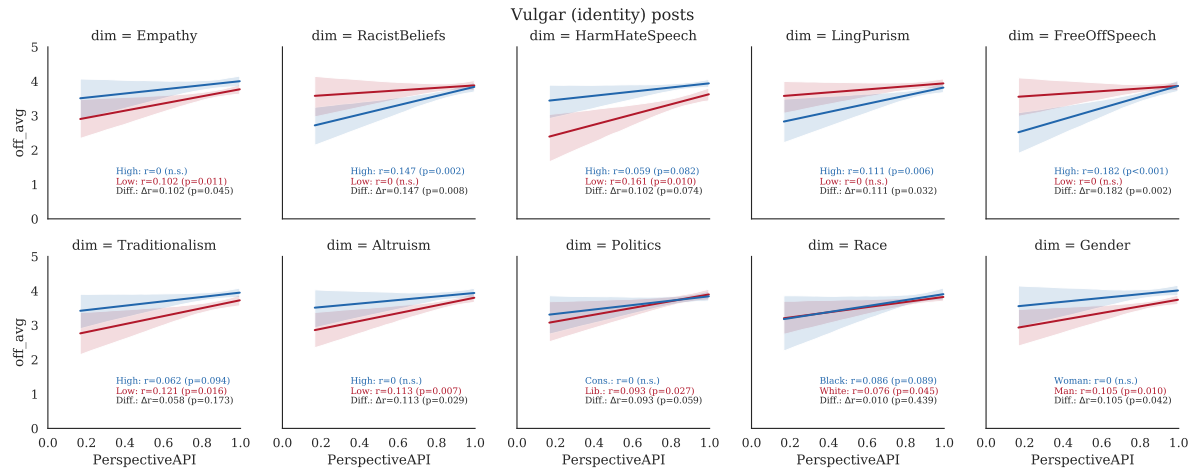 Vulgar (identity) posts
dim = Empathy
dim = RacistBeliefs
dim = HarmHateSpeech
dim = LingPurism
dim = FreeOffSpeech
off_avg
5
4
3
2
1
0
High: r=0 (n.s.)
Low: r=0.102 (p=0.011)
Diff.: Δr=0.102 (p=0.045)
High: r=0.147 (p=0.002)
Low: r=0 (n.s.)
Diff.: Δr=0.147 (p=0.008)
High: r=0.059 (p=0.082)
Low: r=0.161 (p=0.010)
Diff.: Δr=0.102 (p=0.074)
High: r=0.111 (p=0.006)
Low: r=0 (n.s.)
Diff.: Δr=0.111 (p=0.032)
High: r=0.182 (p<0.001)
Low: r=0 (n.s.)
Diff.: Δr=0.182 (p=0.002)
dim = Traditionalism
dim = Altruism
dim = Politics
dim = Race
dim = Gender
off_avg
5
4
3
2
1
0
High: r=0.062 (p=0.094)
Low: r=0.121 (p=0.016)
Diff.: Δr=0.058 (p=0.173)
High: r=0 (n.s.)
Low: r=0.113 (p=0.007)
Diff.: Δr=0.113 (p=0.029)
Cons.: r=0 (n.s.)
Lib.: r=0.093 (p=0.027)
Diff.: Δr=0.093 (p=0.059)
Black: r=0.086 (p=0.089)
White: r=0.076 (p=0.045)
Diff.: Δr=0.010 (p=0.439)
Woman: r=0 (n.s.)
Man: r=0.105 (p=0.010)
Diff.: Δr=0.105 (p=0.042)
0.0 0.2 0.4 0.6 0.8 1.0
0.0 0.2 0.4 0.6 0.8 1.0
0.0 0.2 0.4 0.6 0.8 1.0
0.0 0.2 0.4 0.6 0.8 1.0
0.0 0.2 0.4 0.6 0.8 1.0
PerspectiveAPI
PerspectiveAPI
PerspectiveAPI
PerspectiveAPI
PerspectiveAPI